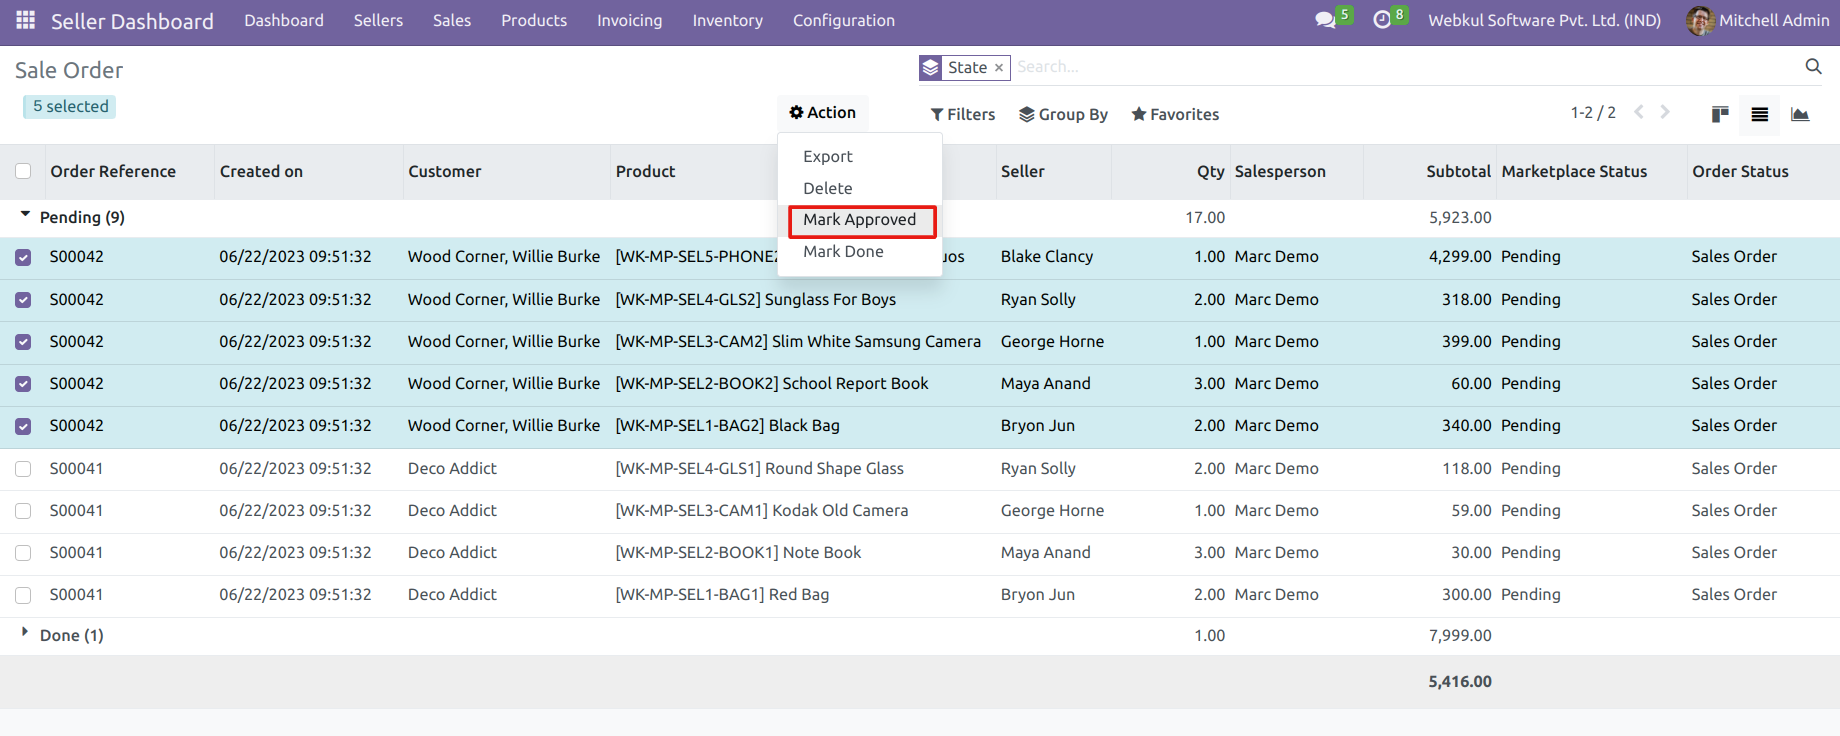 Seller Dashboard Dashboard Sellers Sales Products Invoicing Inventory Configuration 5 8 Webkul Software Pvt. Ltd. (IND) Mitchell Admin
Sale Order State × Search...
5 selected Action Filters Group By Favorites 1-2 / 2
Export
Delete
Mark Approved
Mark Done
Order Reference Created on Customer Product Seller Qty Salesperson Subtotal Marketplace Status Order Status
Pending (9) 17.00 5,923.00
S00042 06/22/2023 09:51:32 Wood Corner, Willie Burke [WK-MP-SEL5-PHONE2 uos Blake Clancy 1.00 Marc Demo 4,299.00 Pending Sales Order
S00042 06/22/2023 09:51:32 Wood Corner, Willie Burke [WK-MP-SEL4-GLS2] Sunglass For Boys Ryan Solly 2.00 Marc Demo 318.00 Pending Sales Order
S00042 06/22/2023 09:51:32 Wood Corner, Willie Burke [WK-MP-SEL3-CAM2] Slim White Samsung Camera George Horne 1.00 Marc Demo 399.00 Pending Sales Order
S00042 06/22/2023 09:51:32 Wood Corner, Willie Burke [WK-MP-SEL2-BOOK2] School Report Book Maya Anand 3.00 Marc Demo 60.00 Pending Sales Order
S00042 06/22/2023 09:51:32 Wood Corner, Willie Burke [WK-MP-SEL1-BAG2] Black Bag Bryon Jun 2.00 Marc Demo 340.00 Pending Sales Order
S00041 06/22/2023 09:51:32 Deco Addict [WK-MP-SEL4-GLS1] Round Shape Glass Ryan Solly 2.00 Marc Demo 118.00 Pending Sales Order
S00041 06/22/2023 09:51:32 Deco Addict [WK-MP-SEL3-CAM1] Kodak Old Camera George Horne 1.00 Marc Demo 59.00 Pending Sales Order
S00041 06/22/2023 09:51:32 Deco Addict [WK-MP-SEL2-BOOK1] Note Book Maya Anand 3.00 Marc Demo 30.00 Pending Sales Order
S00041 06/22/2023 09:51:32 Deco Addict [WK-MP-SEL1-BAG1] Red Bag Bryon Jun 2.00 Marc Demo 300.00 Pending Sales Order
Done (1) 1.00 7,999.00
5,416.00